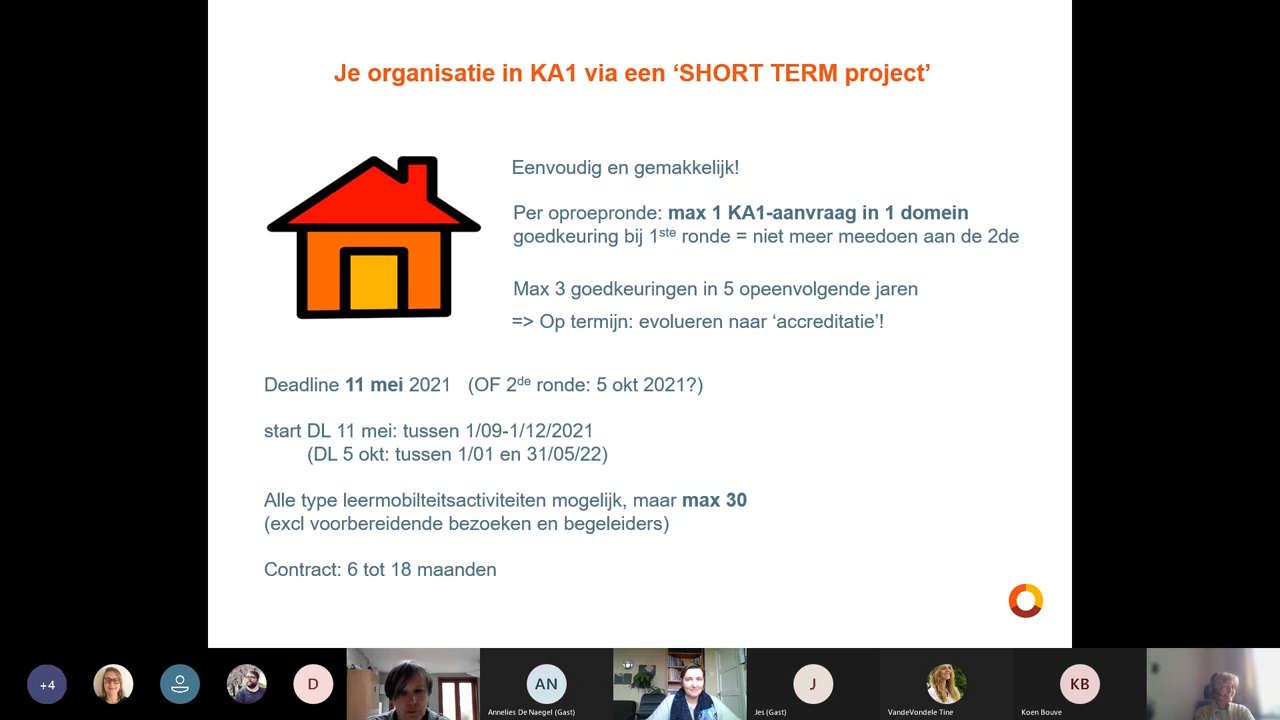 Je organisatie in KA1 via een ‘SHORT TERM project’
Eenvoudig en gemakkelijk!
Per oproepronde: max 1 KA1-aanvraag in 1 domein
goedkeuring bij 1ste ronde = niet meer meedoen aan de 2de
Max 3 goedkeuringen in 5 opeenvolgende jaren
=> Op termijn: evolueren naar ‘accreditatie’!
Deadline 11 mei 2021 (OF 2de ronde: 5 okt 2021?)
start DL 11 mei: tussen 1/09-1/12/2021
(DL 5 okt: tussen 1/01 en 31/05/22)
Alle type leermobilteitsactiviteiten mogelijk, maar max 30
(excl voorbereidende bezoeken en begeleiders)
Contract: 6 tot 18 maanden
+4
D
AN
J
KB
Annelies De Naegel (Gast)
Jes (Gast)
VandeVondele Tine
Koen Bouve